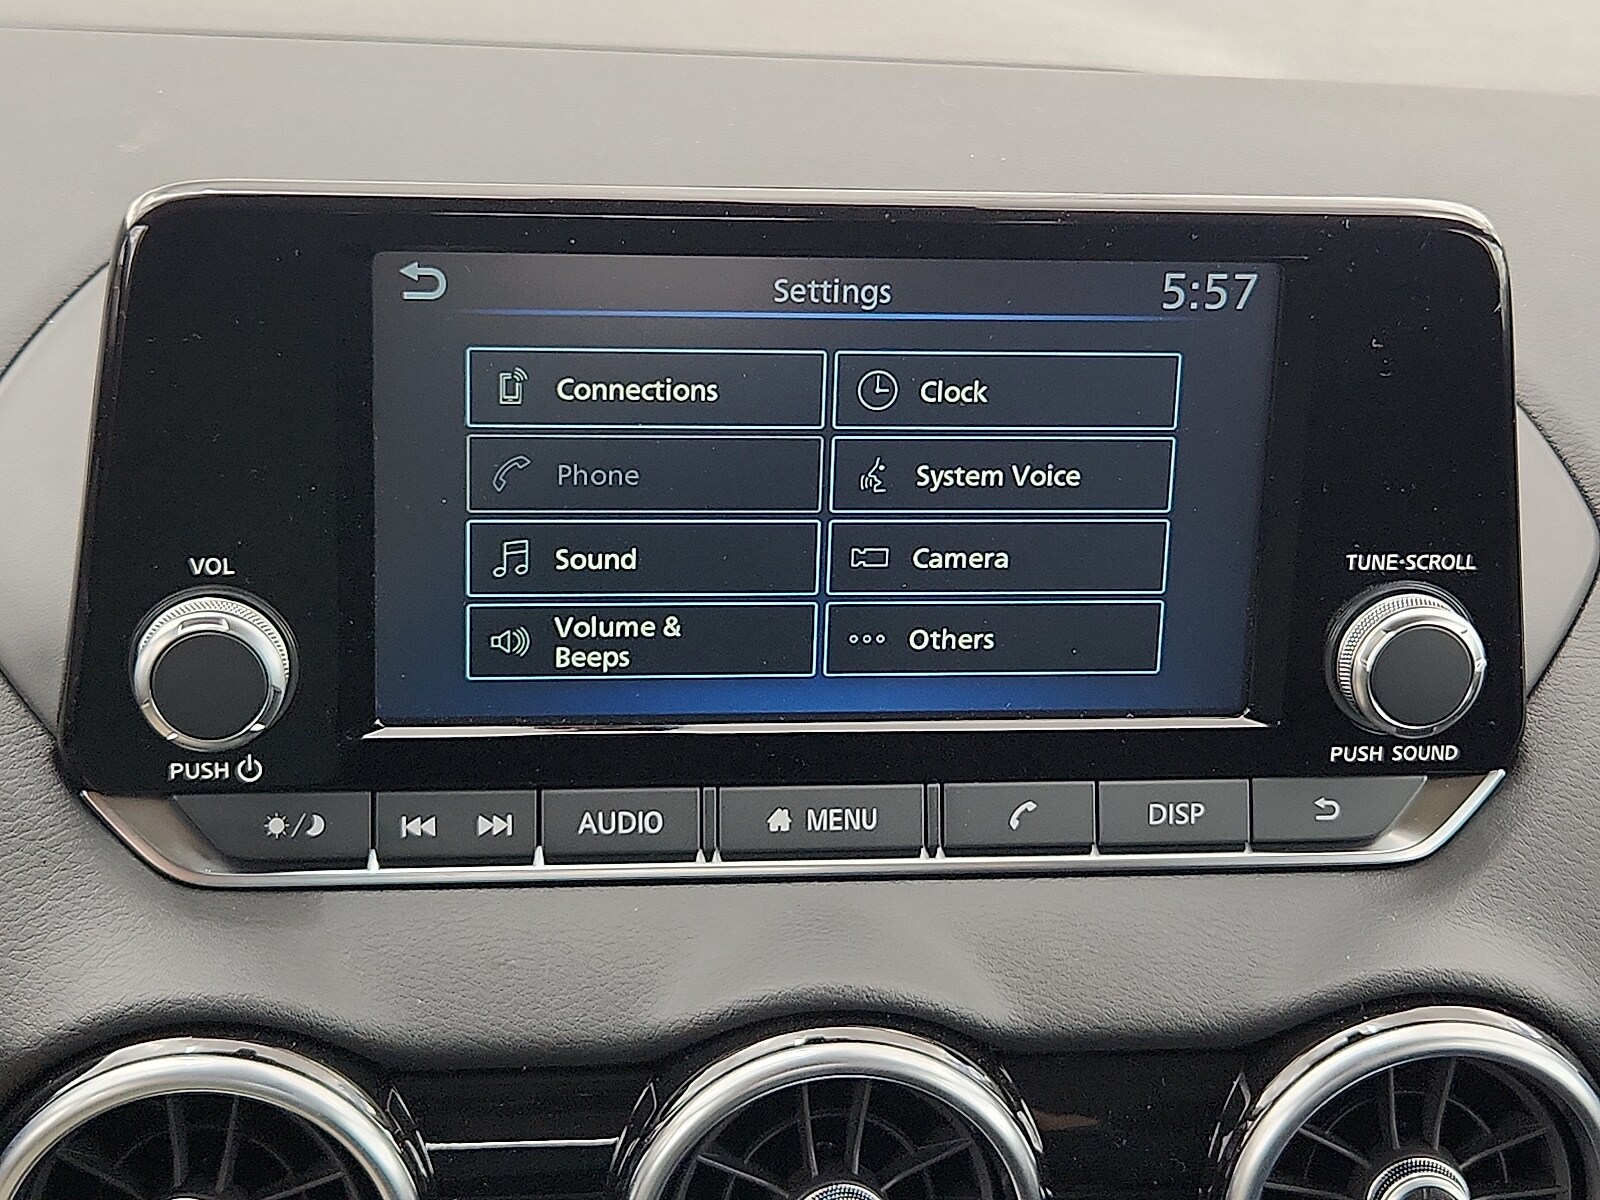 Settings 5:57
Connections Clock
Phone System Voice
Sound Camera
Volume &
Beeps
Others
VOL
PUSH
TUNE·SCROLL
PUSH SOUND
AUDIO MENU DISP